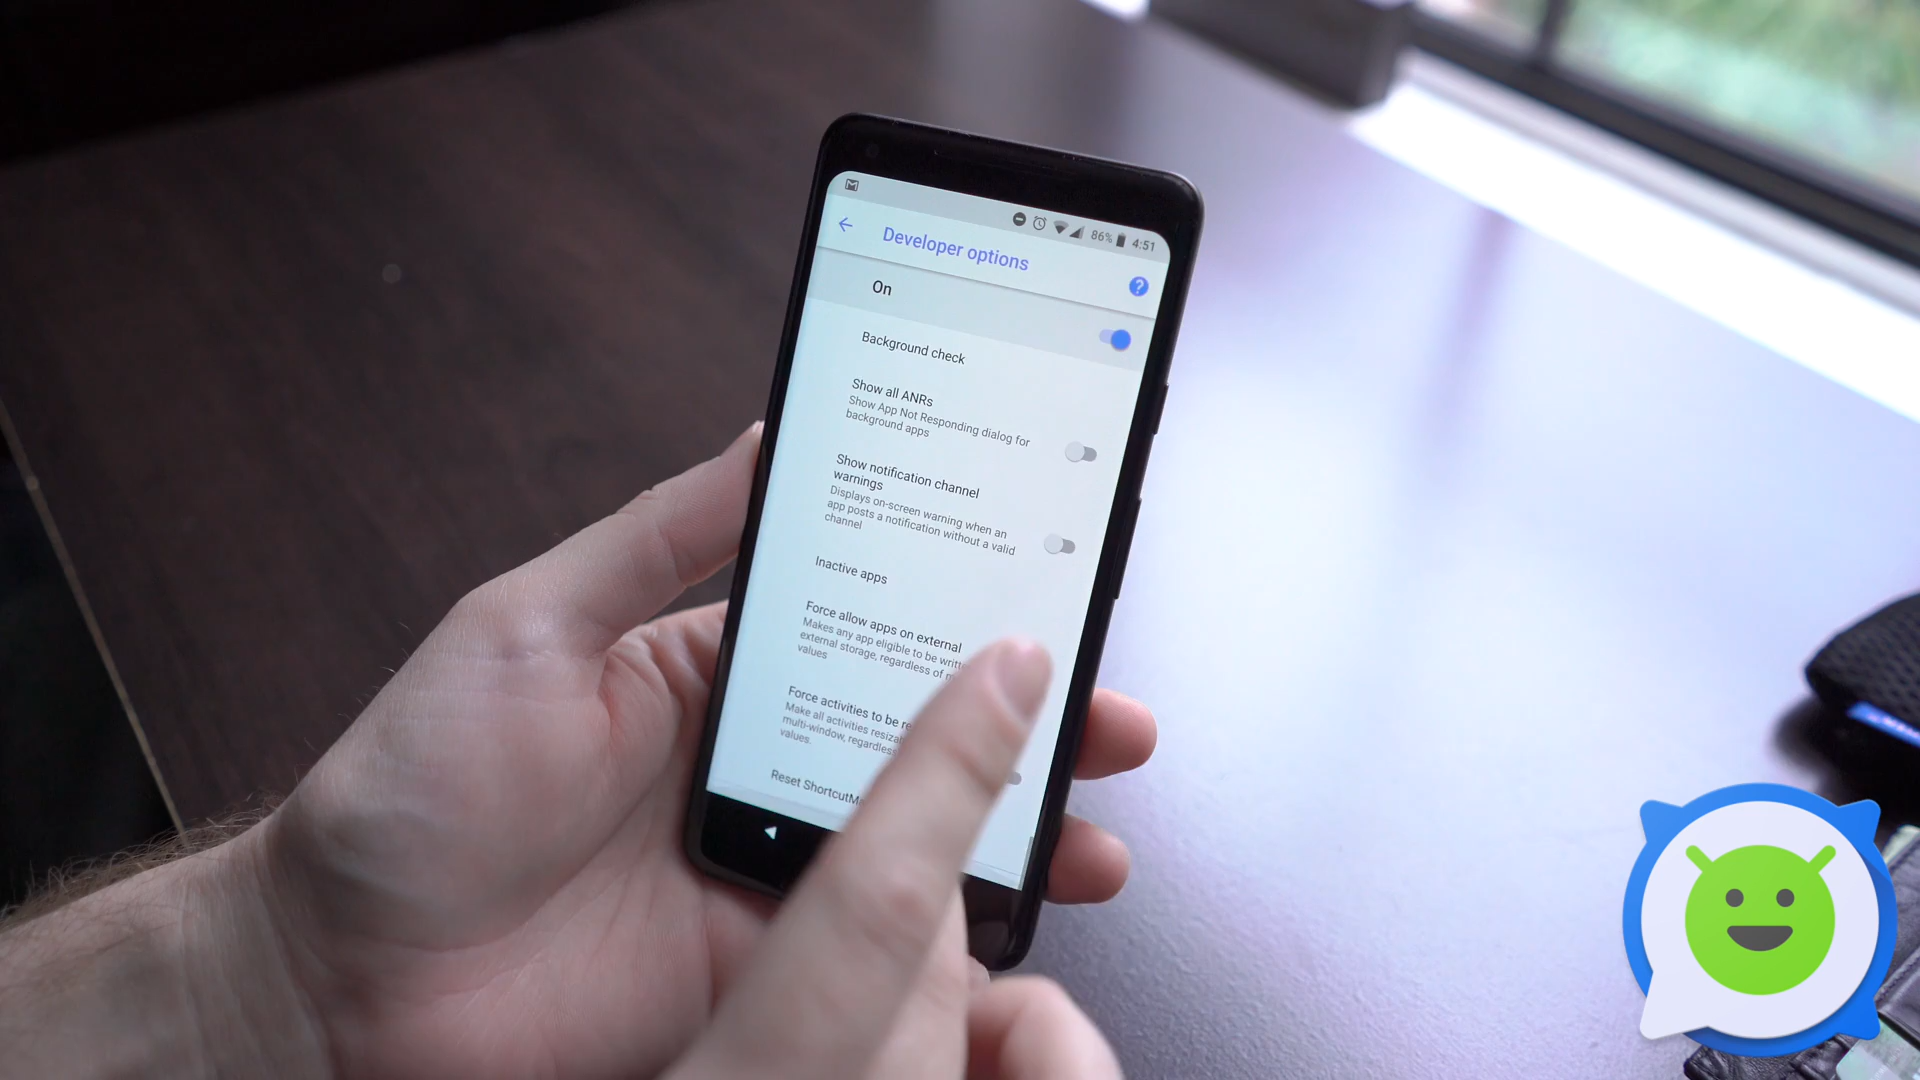 86% 4:51
Developer options
On
Background check
Show all ANRs
Show App Not Responding dialog for
background apps
Show notification channel
warnings
Displays on-screen warning when an
app posts a notification without a valid
channel
Inactive apps
Force allow apps on external
Makes any app eligible to be
external storage, regardless of
values
Force activities to be
Make all activities
multi-window, regardless
values.
Reset